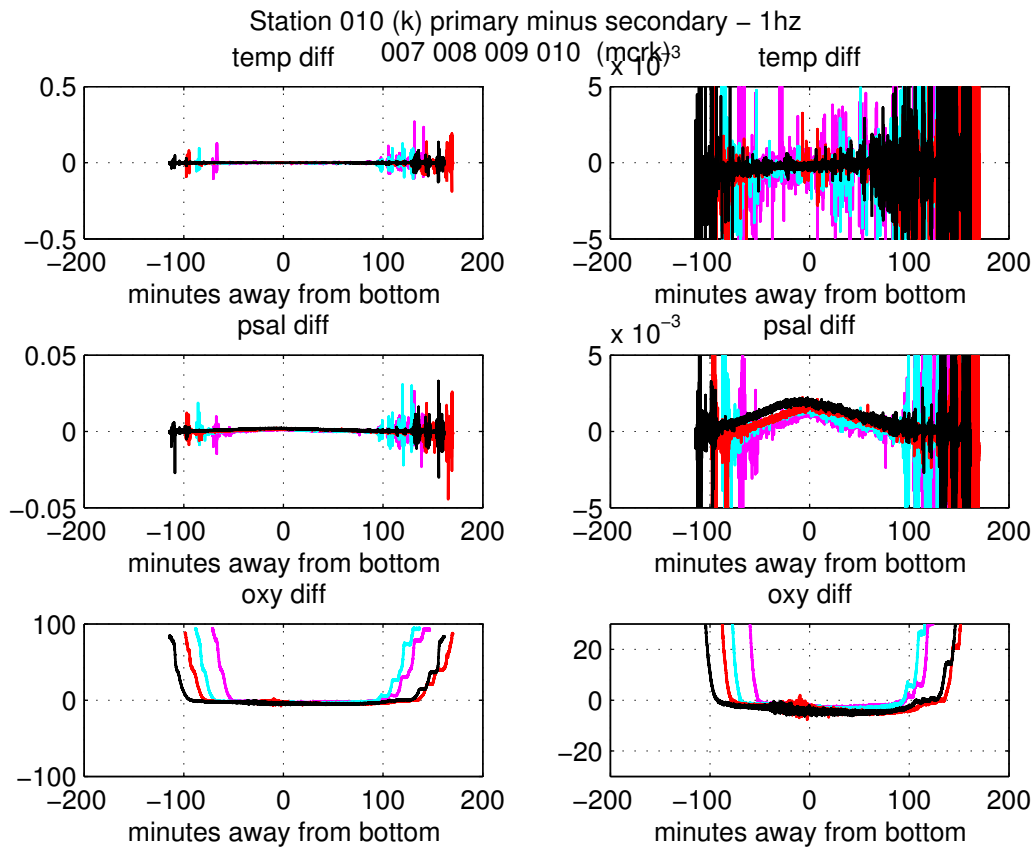 Station 010 (k) primary minus secondary − 1hz
007 008 009 010 (mcrk)
temp diff
0.5
0
−0.5
−200 −100 0 100 200
minutes away from bottom
x 10−3
temp diff
5
0
−5
−200 −100 0 100 200
minutes away from bottom
psal diff
0.05
0
−0.05
−200 −100 0 100 200
minutes away from bottom
x 10−3
psal diff
5
0
−5
−200 −100 0 100 200
minutes away from bottom
oxy diff
100
0
−100
−200 −100 0 100 200
minutes away from bottom
oxy diff
20
0
−20
−200 −100 0 100 200
minutes away from bottom